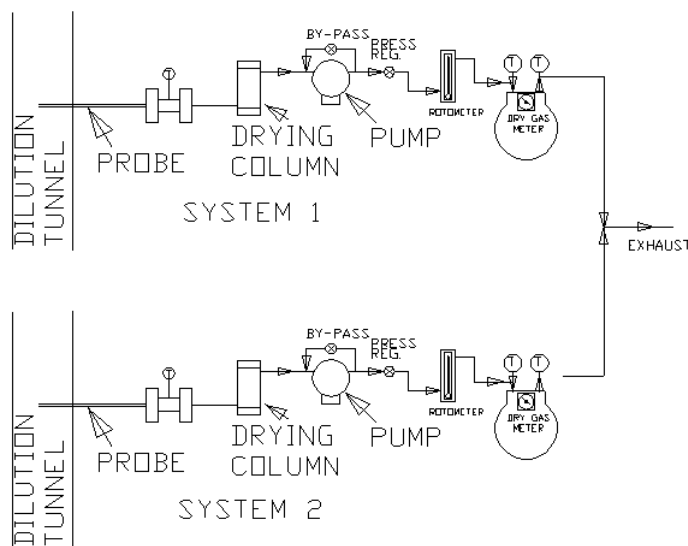 DILUTION
TUNNEL
T
PROBE
DRYING
COLUMN
BY-PASS
PUMP
PRESS
REG.
ROTOMETER
T
T
DRY GAS
METER
SYSTEM 1
EXHAUST
DILUTION
TUNNEL
T
PROBE
DRYING
COLUMN
BY-PASS
PUMP
PRESS
REG.
ROTOMETER
T
T
DRY GAS
METER
SYSTEM 2